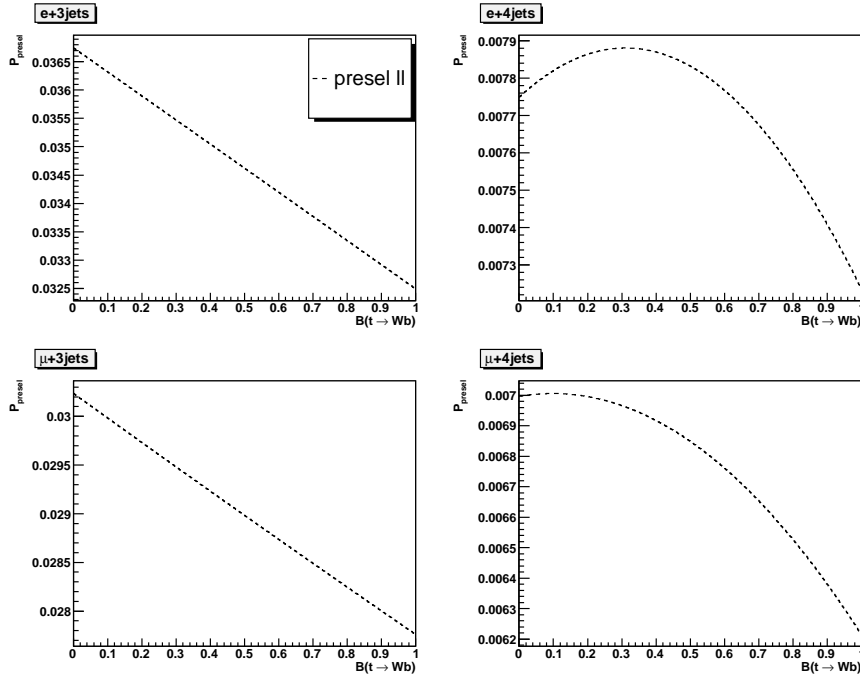 e+3jets
P_presel
0.0365
0.036
0.0355
0.035
0.0345
0.034
0.0335
0.033
0.0325
presel II
0 0.1 0.2 0.3 0.4 0.5 0.6 0.7 0.8 0.9 1
B(t → Wb)
e+4jets
P_presel
0.0079
0.0078
0.0077
0.0076
0.0075
0.0074
0.0073
0 0.1 0.2 0.3 0.4 0.5 0.6 0.7 0.8 0.9 1
B(t → Wb)
μ+3jets
P_presel
0.03
0.0295
0.029
0.0285
0.028
0 0.1 0.2 0.3 0.4 0.5 0.6 0.7 0.8 0.9 1
B(t → Wb)
μ+4jets
P_presel
0.007
0.0069
0.0068
0.0067
0.0066
0.0065
0.0064
0.0063
0.0062
0 0.1 0.2 0.3 0.4 0.5 0.6 0.7 0.8 0.9 1
B(t → Wb)